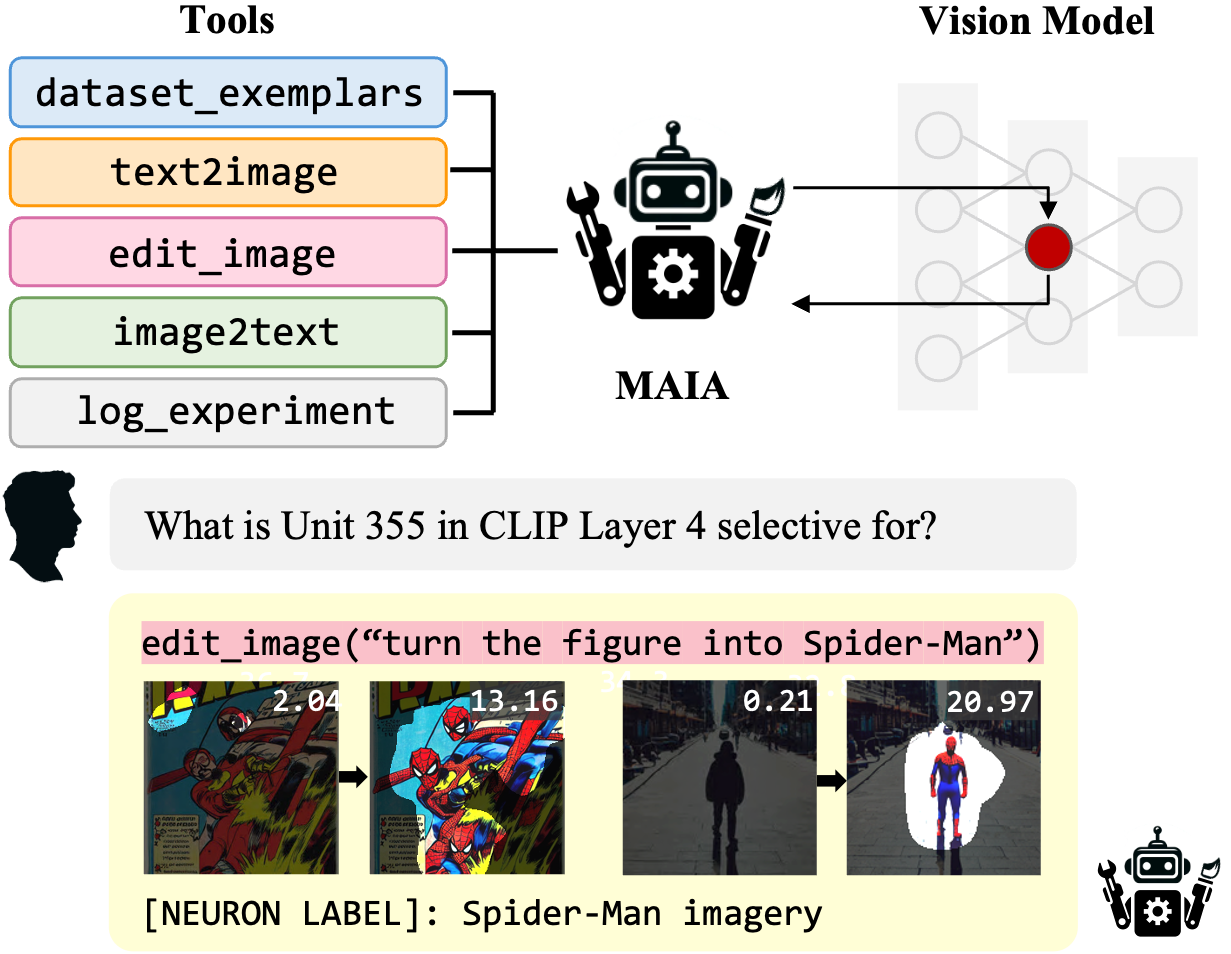 Tools
Vision Model
dataset_exemplars
text2image
edit_image
image2text
log_experiment
MAIA
What is Unit 355 in CLIP Layer 4 selective for?
edit_image(“turn the figure into Spider-Man”)
2.04
13.16
0.21
20.97
[NEURON LABEL]: Spider-Man imagery